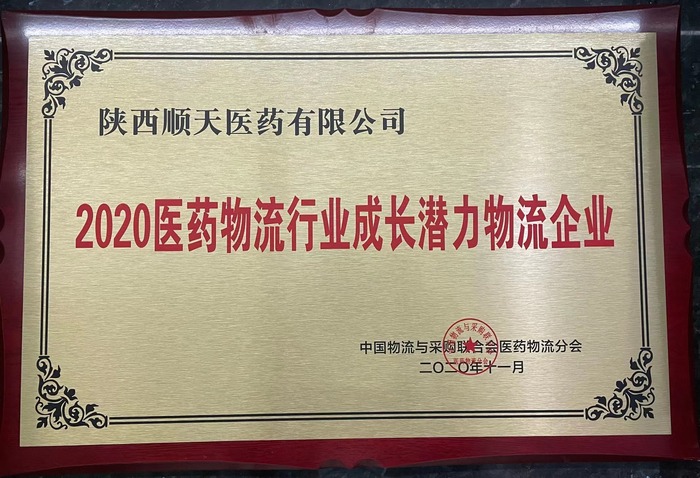 陕西顺天医药有限公司
2020医药物流行业成长潜力物流企业
中国物流与采购联合会医药物流分会
二〇二〇年十一月